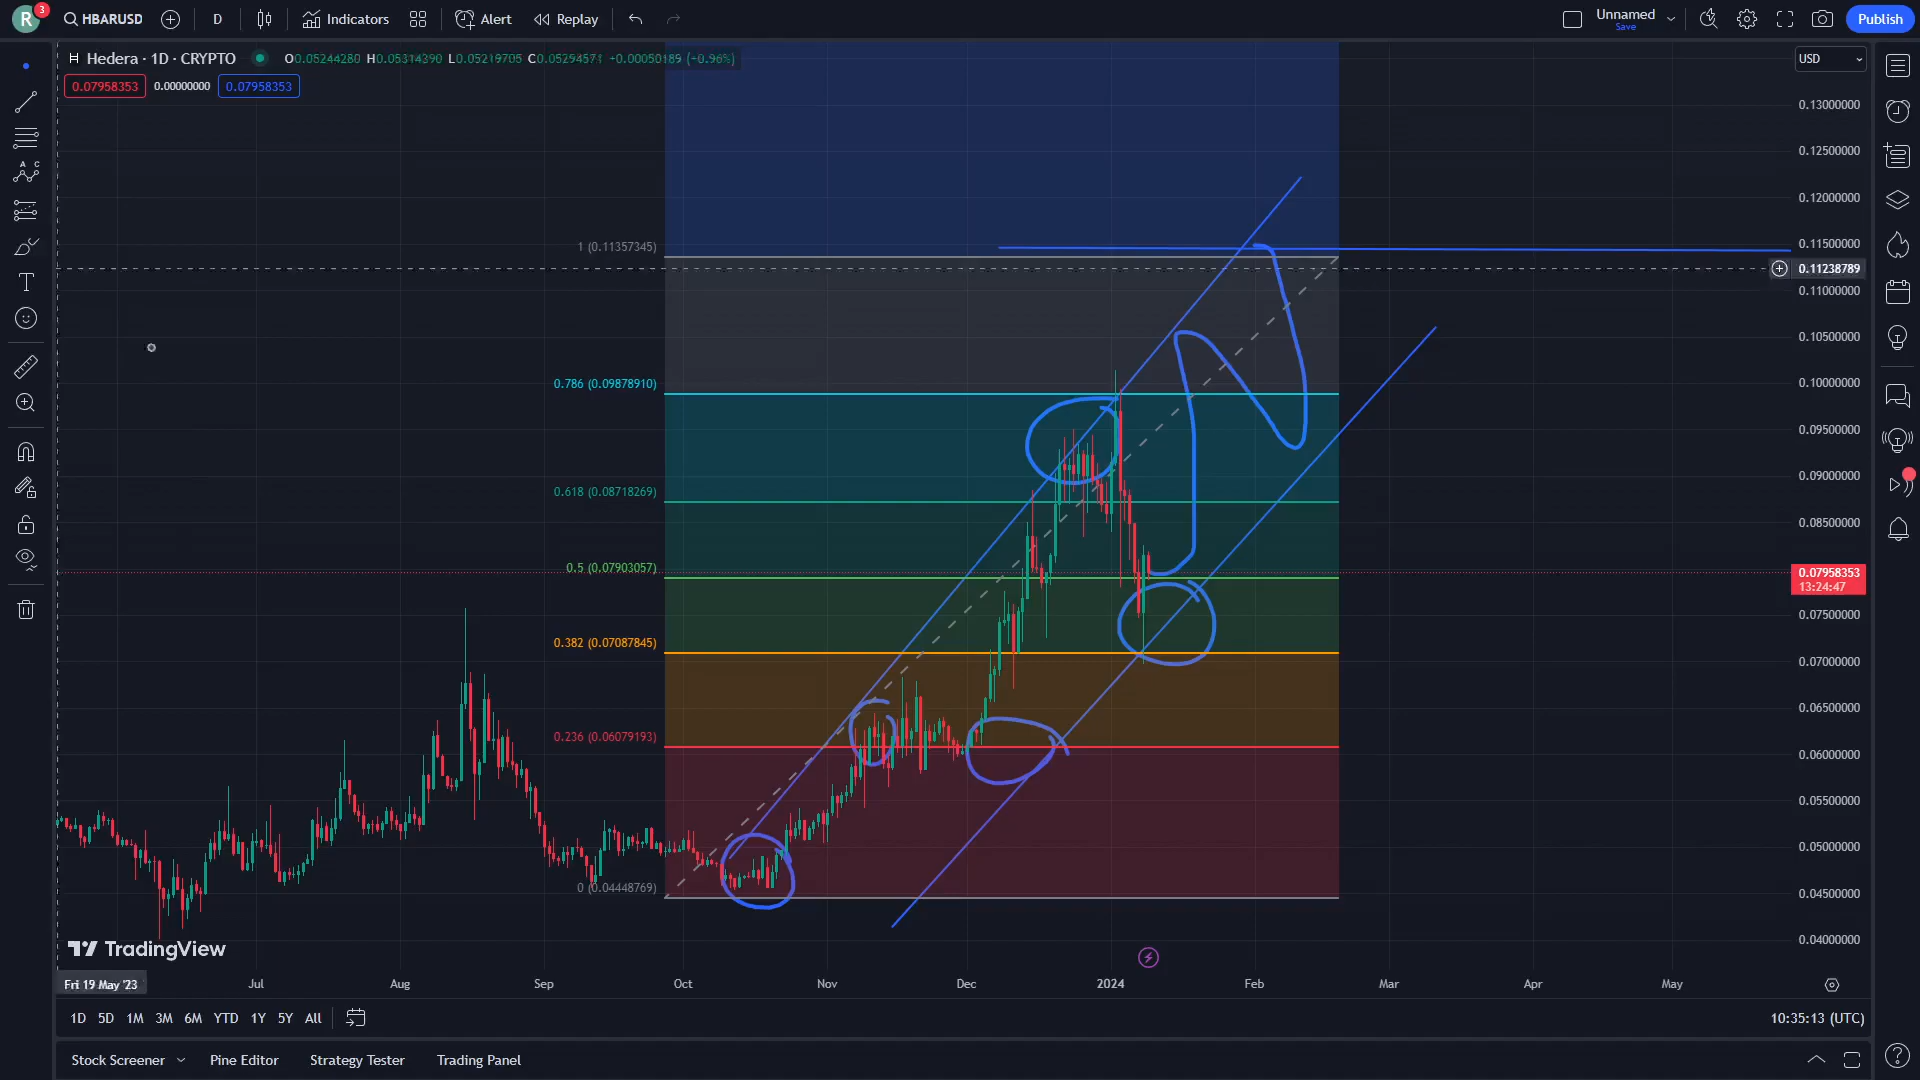 R 3 HBARUSD D Indicators Alert Replay Unnamed Save Publish
Hedera · 1D · CRYPTO O0.05244280 H0.05314390 L0.05219705 C0.05294571 +0.00050189 (+0.96%) USD
0.07958353 0.00000000 0.07958353
0.13000000
0.12500000
0.12000000
1 (0.11357345) 0.11500000
0.11238789
0.11000000
0.10500000
0.786 (0.09878910) 0.10000000
0.09500000
0.09000000
0.618 (0.08718269)
0.08500000
0.5 (0.07903057) 0.07958353
13:24:47
0.07500000
0.382 (0.07087845)
0.07000000
0.06500000
0.236 (0.06079193)
0.06000000
0.05500000
0.05000000
0 (0.04448769) 0.04500000
0.04000000
TradingView
Fri 19 May '23 Jul Aug Sep Oct Nov Dec 2024 Feb Mar Apr May
1D 5D 1M 3M 6M YTD 1Y 5Y All 10:35:13 (UTC)
Stock Screener Pine Editor Strategy Tester Trading Panel